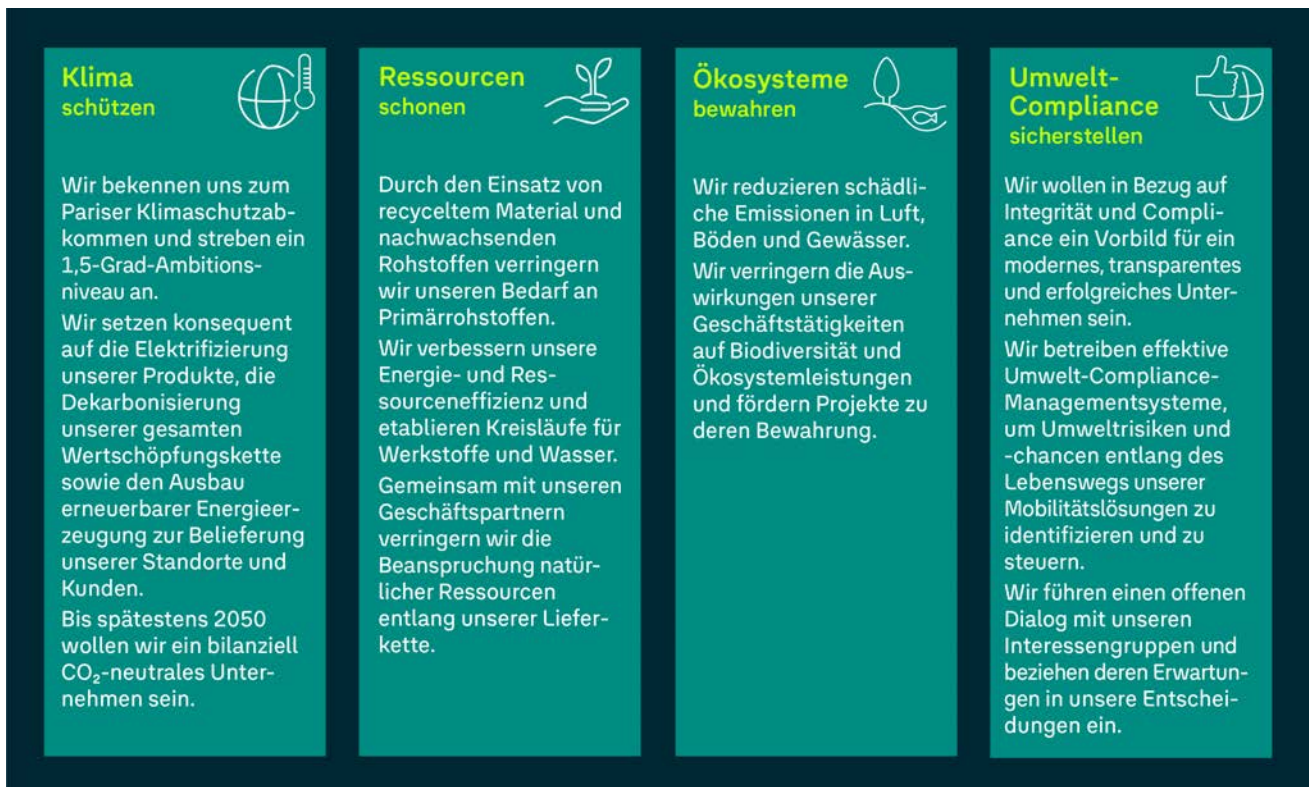 Klima
schützen
Wir bekennen uns zum
Pariser Klimaschutzab-
kommen und streben ein
1,5-Grad-Ambitions-
niveau an.
Wir setzen konsequent
auf die Elektrifizierung
unserer Produkte, die
Dekarbonisierung
unserer gesamten
Wertschöpfungskette
sowie den Ausbau
erneuerbarer Energieer-
zeugung zur Belieferung
unserer Standorte und
Kunden.
Bis spätestens 2050
wollen wir ein bilanziell
CO₂-neutrales Unter-
nehmen sein.
Ressourcen
schonen
Durch den Einsatz von
recyceltem Material und
nachwachsenden
Rohstoffen verringern
wir unseren Bedarf an
Primärrohstoffen.
Wir verbessern unsere
Energie- und Res-
sourceneffizienz und
etablieren Kreisläufe für
Werkstoffe und Wasser.
Gemeinsam mit unseren
Geschäftspartnern
verringern wir die
Beanspruchung natür-
licher Ressourcen
entlang unserer Liefer-
kette.
Ökosysteme
bewahren
Wir reduzieren schädli-
che Emissionen in Luft,
Böden und Gewässer.
Wir verringern die Aus-
wirkungen unserer
Geschäftstätigkeiten
auf Biodiversität und
Ökosystemleistungen
und fördern Projekte zu
deren Bewahrung.
Umwelt-
Compliance
sicherstellen
Wir wollen in Bezug auf
Integrität und Compli-
ance ein Vorbild für ein
modernes, transparentes
und erfolgreiches Unter-
nehmen sein.
Wir betreiben effektive
Umwelt-Compliance-
Managementsysteme,
um Umweltrisiken und
-chancen entlang des
Lebenswegs unserer
Mobilitätslösungen zu
identifizieren und zu
steuern.
Wir führen einen offenen
Dialog mit unseren
Interessengruppen und
beziehen deren Erwartun-
gen in unsere Entschei-
dungen ein.